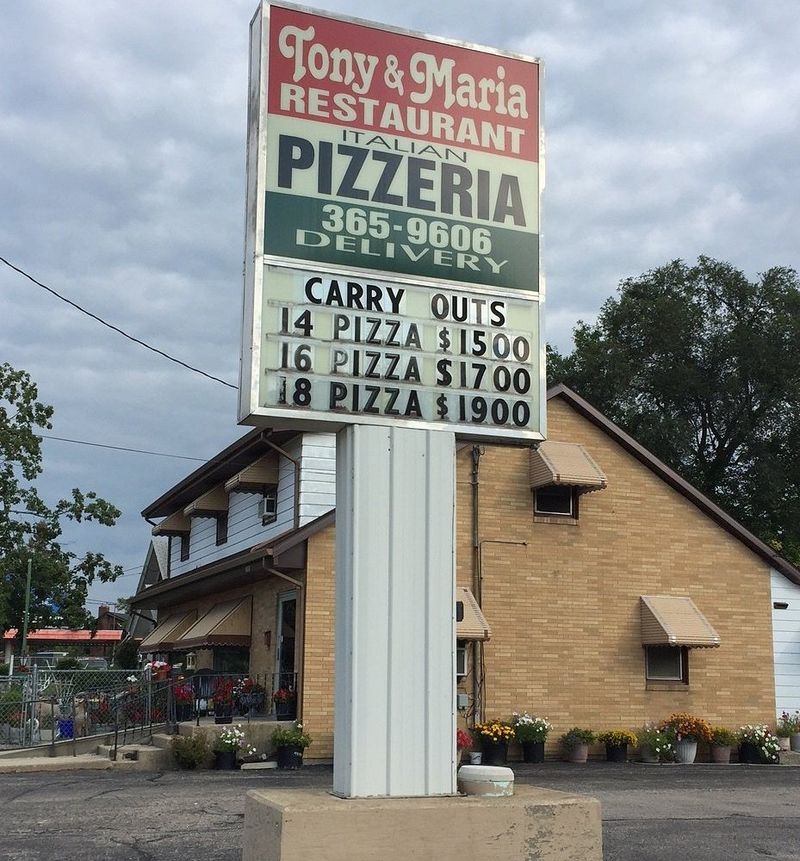 Tony & Maria
RESTAURANT
ITALIAN
PIZZERIA
365-9606
DELIVERY
CARRY OUTS
14 PIZZA $1500
16 PIZZA $1700
18 PIZZA $1900